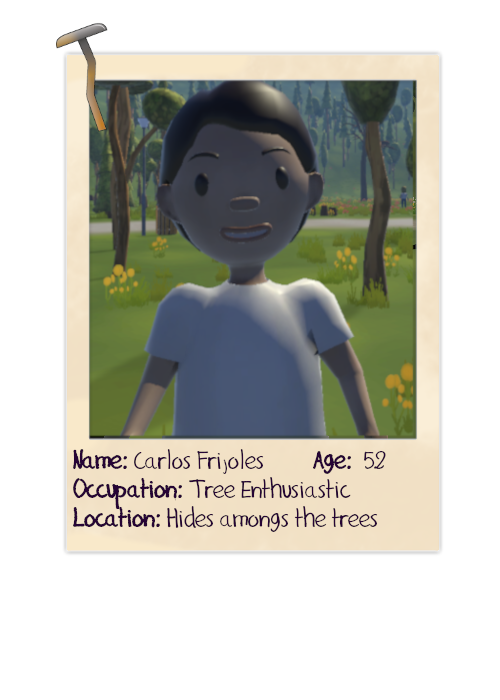 Name: Carlos Frijoles Age: 52
Occupation: Tree Enthusiastic
Location: Hides amongs the trees